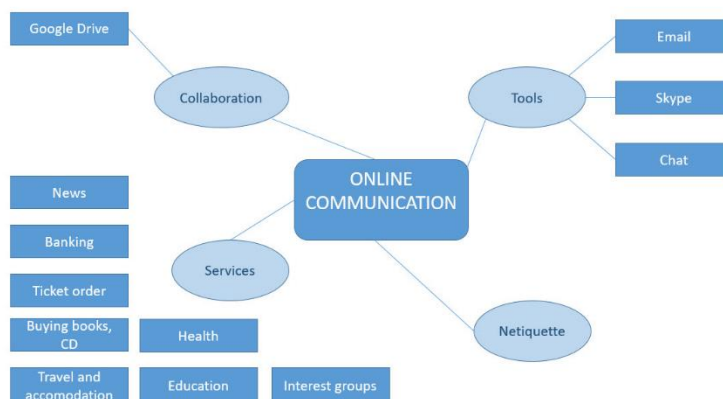 Google Drive
Email
Collaboration
Tools
Skype
Chat
ONLINE
COMMUNICATION
News
Banking
Services
Ticket order
Buying books,
CD
Health
Netiquette
Travel and
accomodation
Education
Interest groups